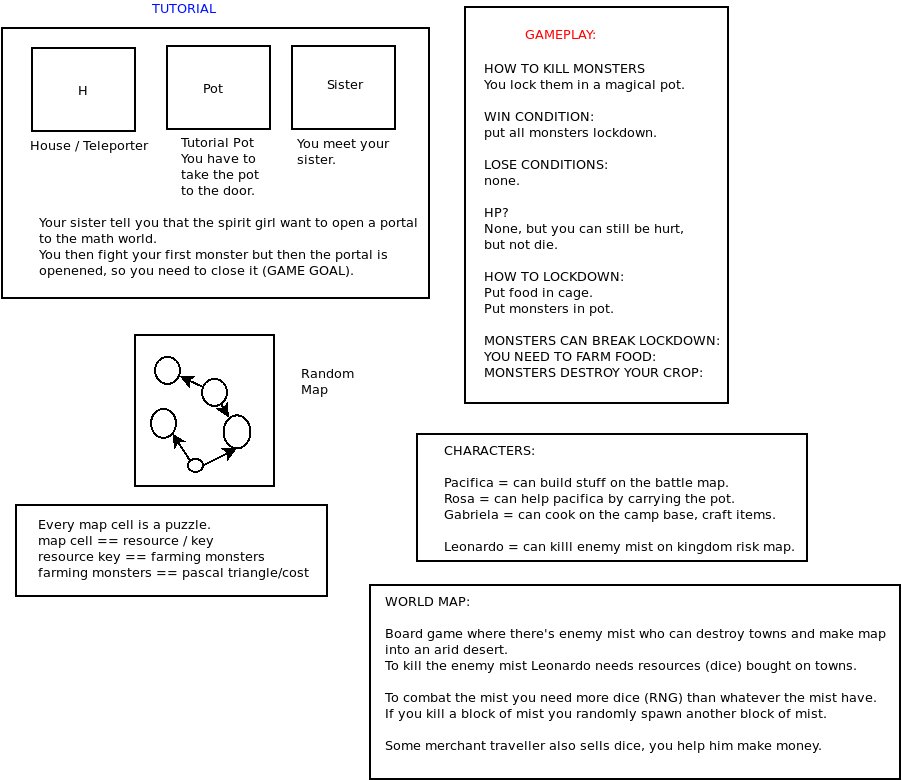 TUTORIAL
H
Pot
Sister
House / Teleporter
Tutorial Pot
You have to
take the pot
to the door.
You meet your
sister.
Your sister tell you that the spirit girl want to open a portal
to the math world.
You then fight your first monster but then the portal is
openened, so you need to close it (GAME GOAL).
GAMEPLAY:
HOW TO KILL MONSTERS
You lock them in a magical pot.
WIN CONDITION:
put all monsters lockdown.
LOSE CONDITIONS:
none.
HP?
None, but you can still be hurt,
but not die.
HOW TO LOCKDOWN:
Put food in cage.
Put monsters in pot.
MONSTERS CAN BREAK LOCKDOWN:
YOU NEED TO FARM FOOD:
MONSTERS DESTROY YOUR CROP:
Random
Map
Every map cell is a puzzle.
map cell == resource / key
resource key == farming monsters
farming monsters == pascal triangle/cost
CHARACTERS:
Pacifica = can build stuff on the battle map.
Rosa = can help pacifica by carrying the pot.
Gabriela = can cook on the camp base, craft items.
Leonardo = can killl enemy mist on kingdom risk map.
WORLD MAP:
Board game where there's enemy mist who can destroy towns and make map
into an arid desert.
To kill the enemy mist Leonardo needs resources (dice) bought on towns.
To combat the mist you need more dice (RNG) than whatever the mist have.
If you kill a block of mist you randomly spawn another block of mist.
Some merchant traveller also sells dice, you help him make money.